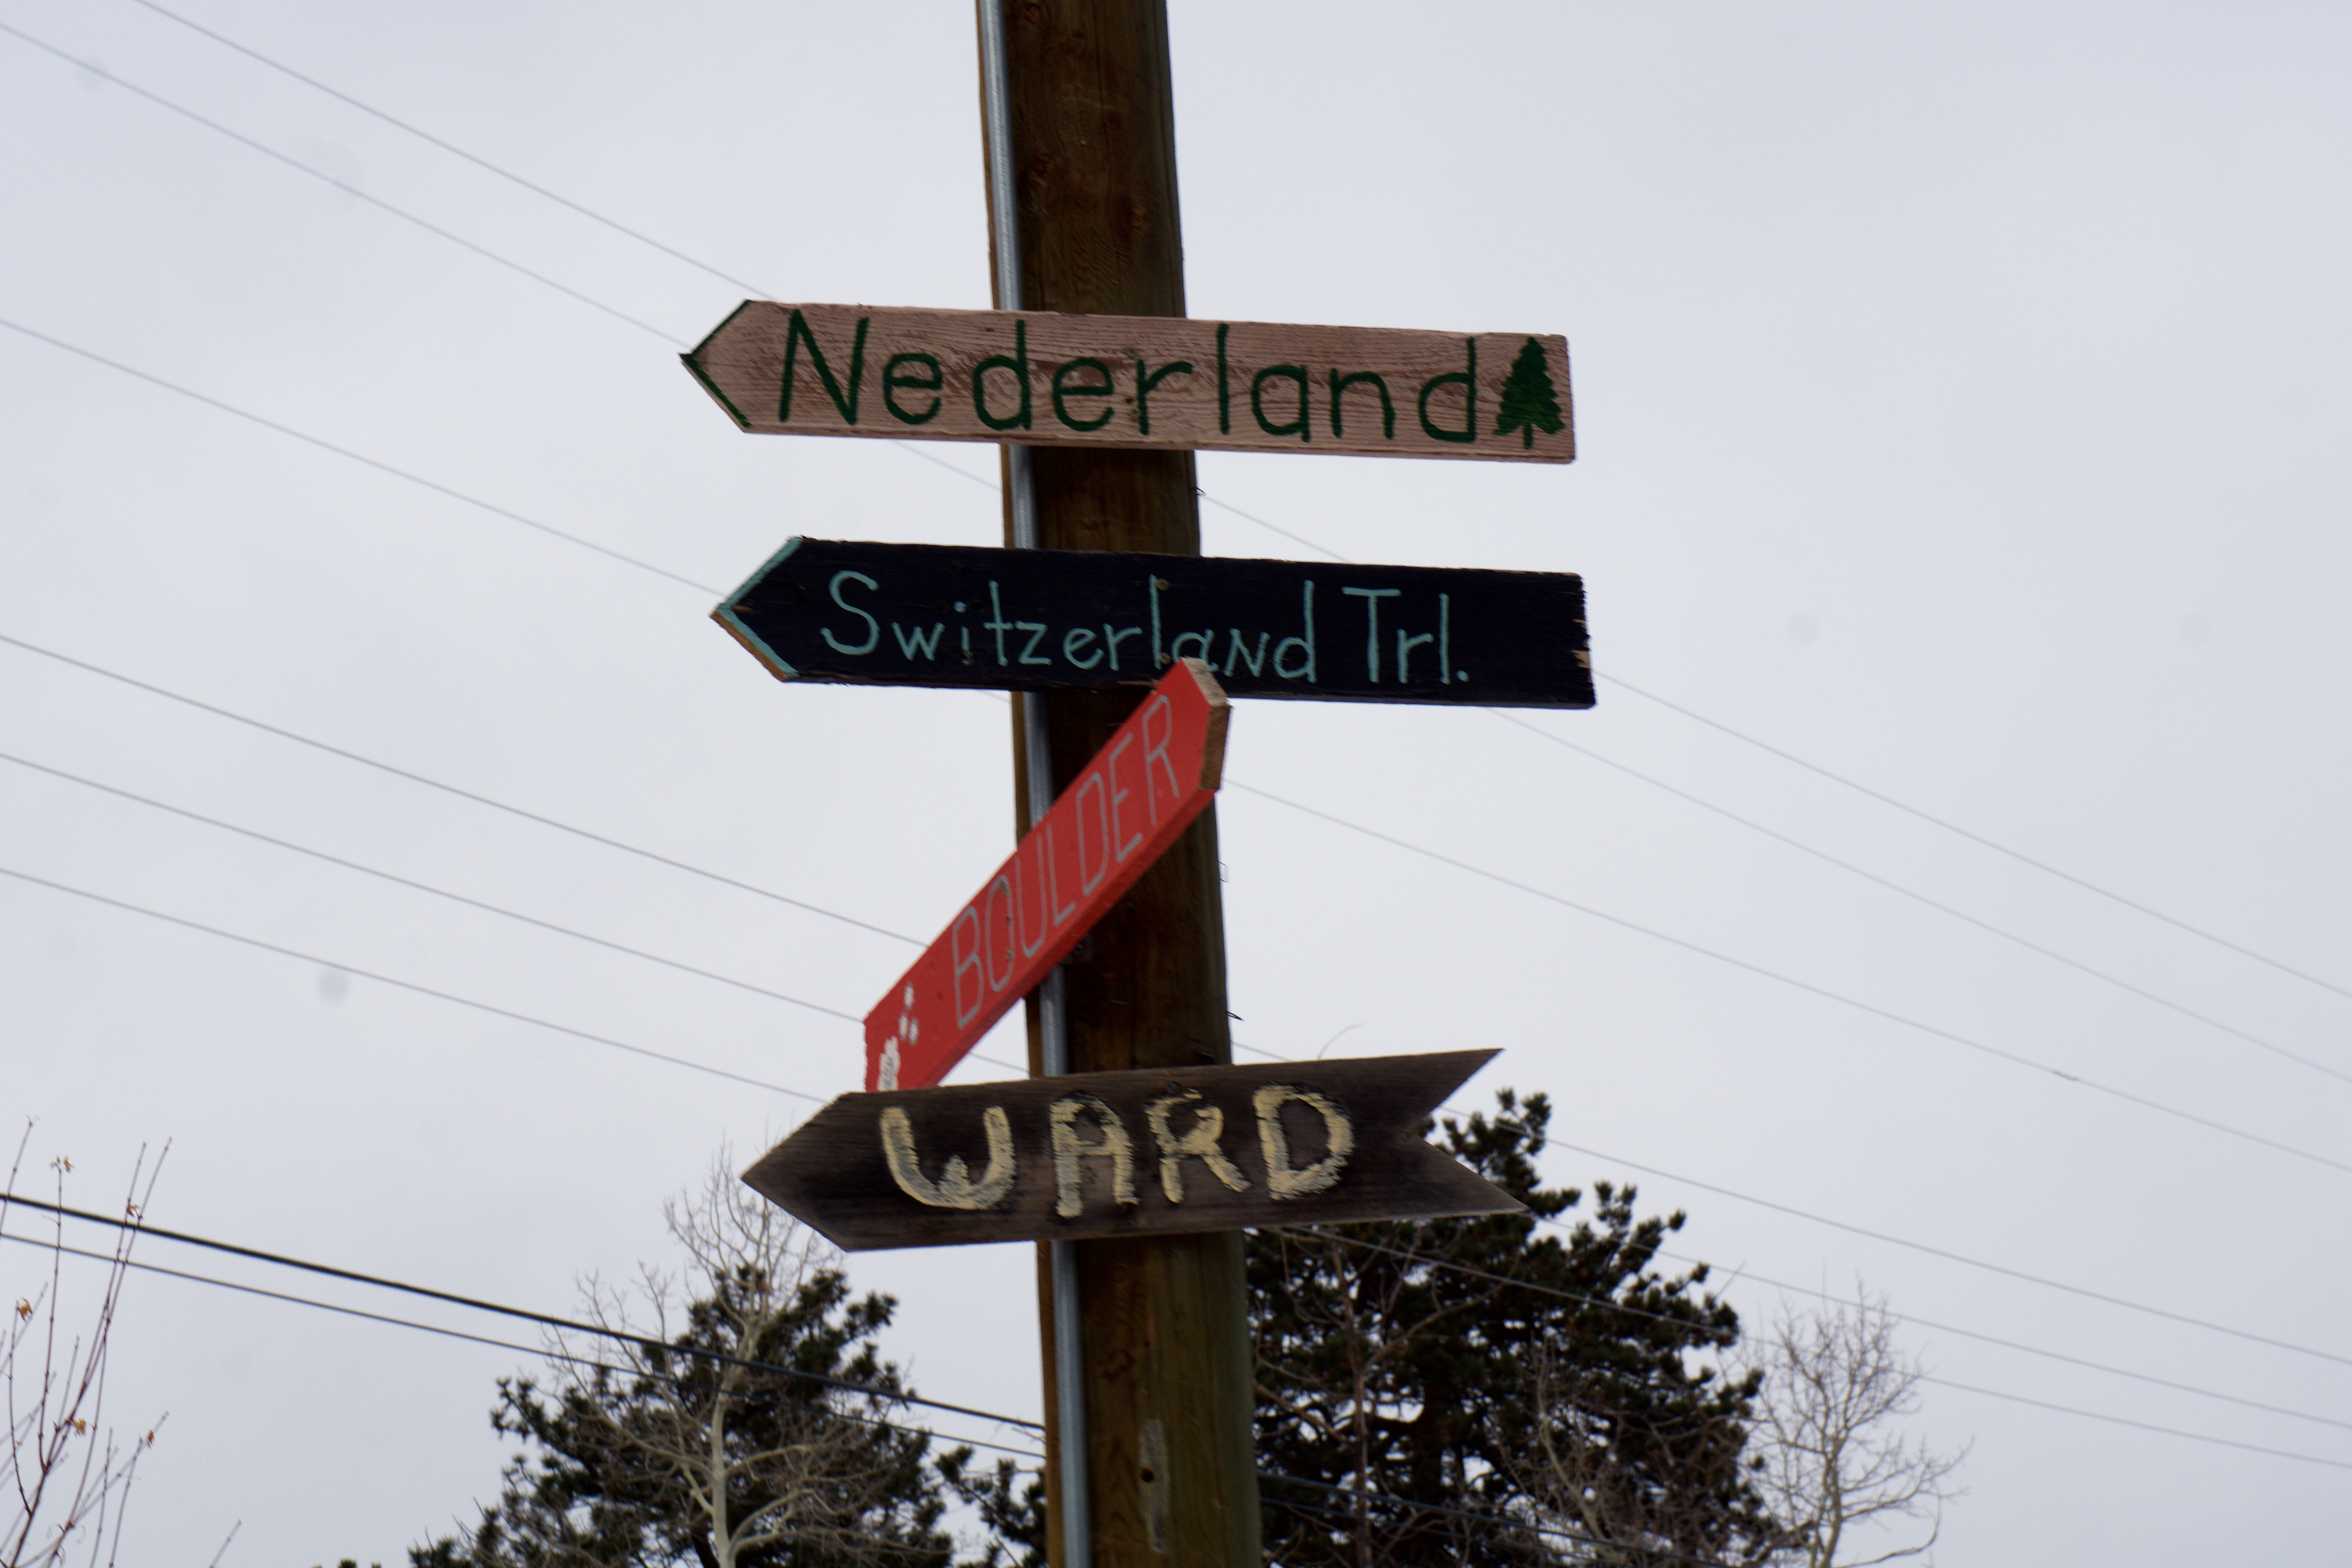 Nederland
Switzerland Trl.
BOULDER
WARD